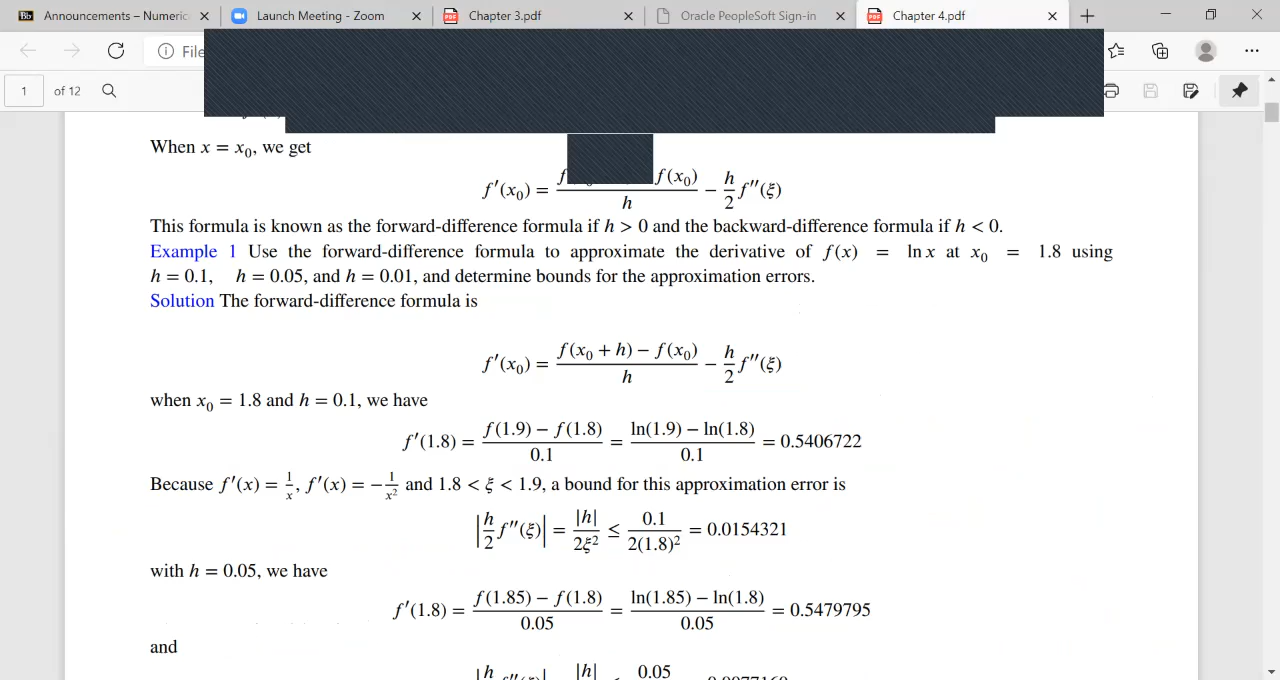 Announcements – Numeric
Launch Meeting - Zoom
Chapter 3.pdf
Oracle PeopleSoft Sign-in
Chapter 4.pdf
File
1 of 12
When x = x₀, we get
f′(x₀) = f(x₀) / h − h/2 f″(ξ)
This formula is known as the forward-difference formula if h > 0 and the backward-difference formula if h < 0.
Example 1 Use the forward-difference formula to approximate the derivative of f(x) = ln x at x₀ = 1.8 using
h = 0.1, h = 0.05, and h = 0.01, and determine bounds for the approximation errors.
Solution The forward-difference formula is
f′(x₀) = (f(x₀ + h) − f(x₀)) / h − h/2 f″(ξ)
when x₀ = 1.8 and h = 0.1, we have
f′(1.8) = (f(1.9) − f(1.8)) / 0.1 = (ln(1.9) − ln(1.8)) / 0.1 = 0.5406722
Because f′(x) = 1/x, f′(x) = −1/x² and 1.8 < ξ < 1.9, a bound for this approximation error is
|h/2 f″(ξ)| = |h| / 2ξ² ≤ 0.1 / 2(1.8)² = 0.0154321
with h = 0.05, we have
f′(1.8) = (f(1.85) − f(1.8)) / 0.05 = (ln(1.85) − ln(1.8)) / 0.05 = 0.5479795
and
|h f″(ξ)| = |h| 0.05